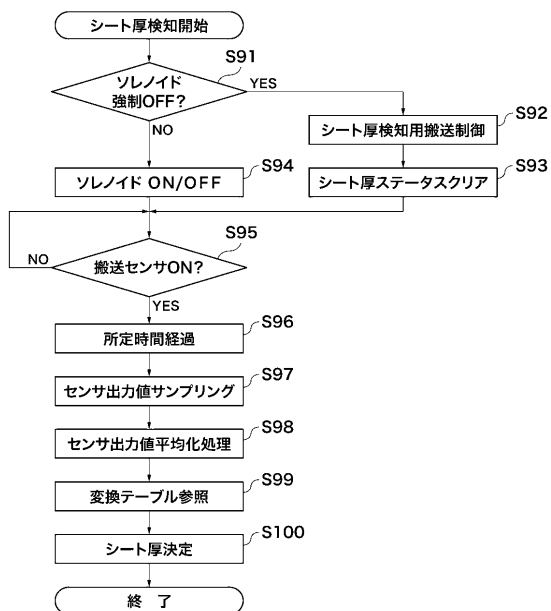 シート厚検知開始
S91
ソレノイド
強制OFF?
YES
NO
S92
シート厚検知用搬送制御
S93
シート厚ステータスクリア
S94
ソレノイド ON/OFF
S95
搬送センサON?
NO
YES
S96
所定時間経過
S97
センサ出力値サンプリング
S98
センサ出力値平均化処理
S99
変換テーブル参照
S100
シート厚決定
終 了